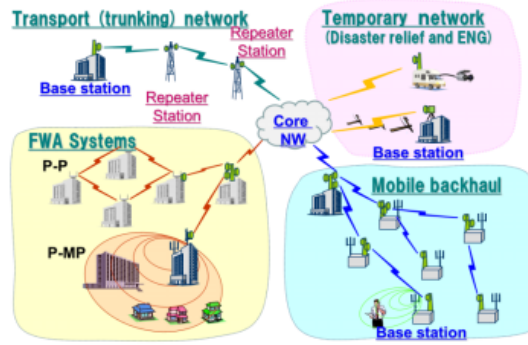 Transport (trunking) network
Repeater
Station
Base station
Repeater
Station
Temporary network
(Disaster relief and ENG)
Base station
Core
NW
FWA Systems
P-P
P-MP
Mobile backhaul
Base station